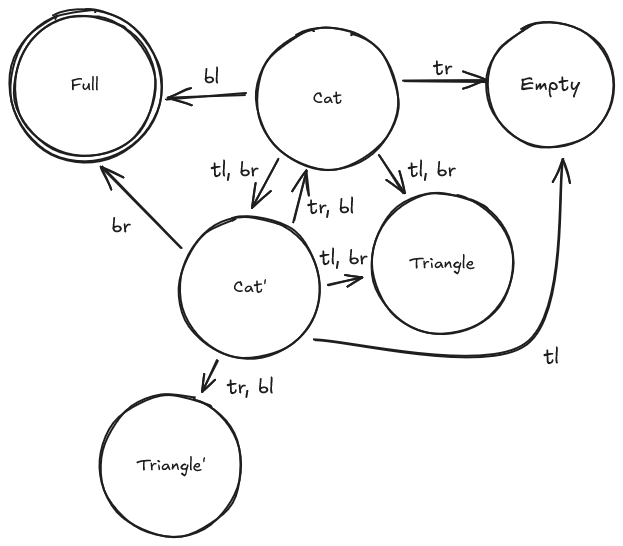 Full
bl
Cat
tr
Empty
tl, br
tl, br
tr, bl
br
Cat'
tl, br
Triangle
tl
tr, bl
Triangle'